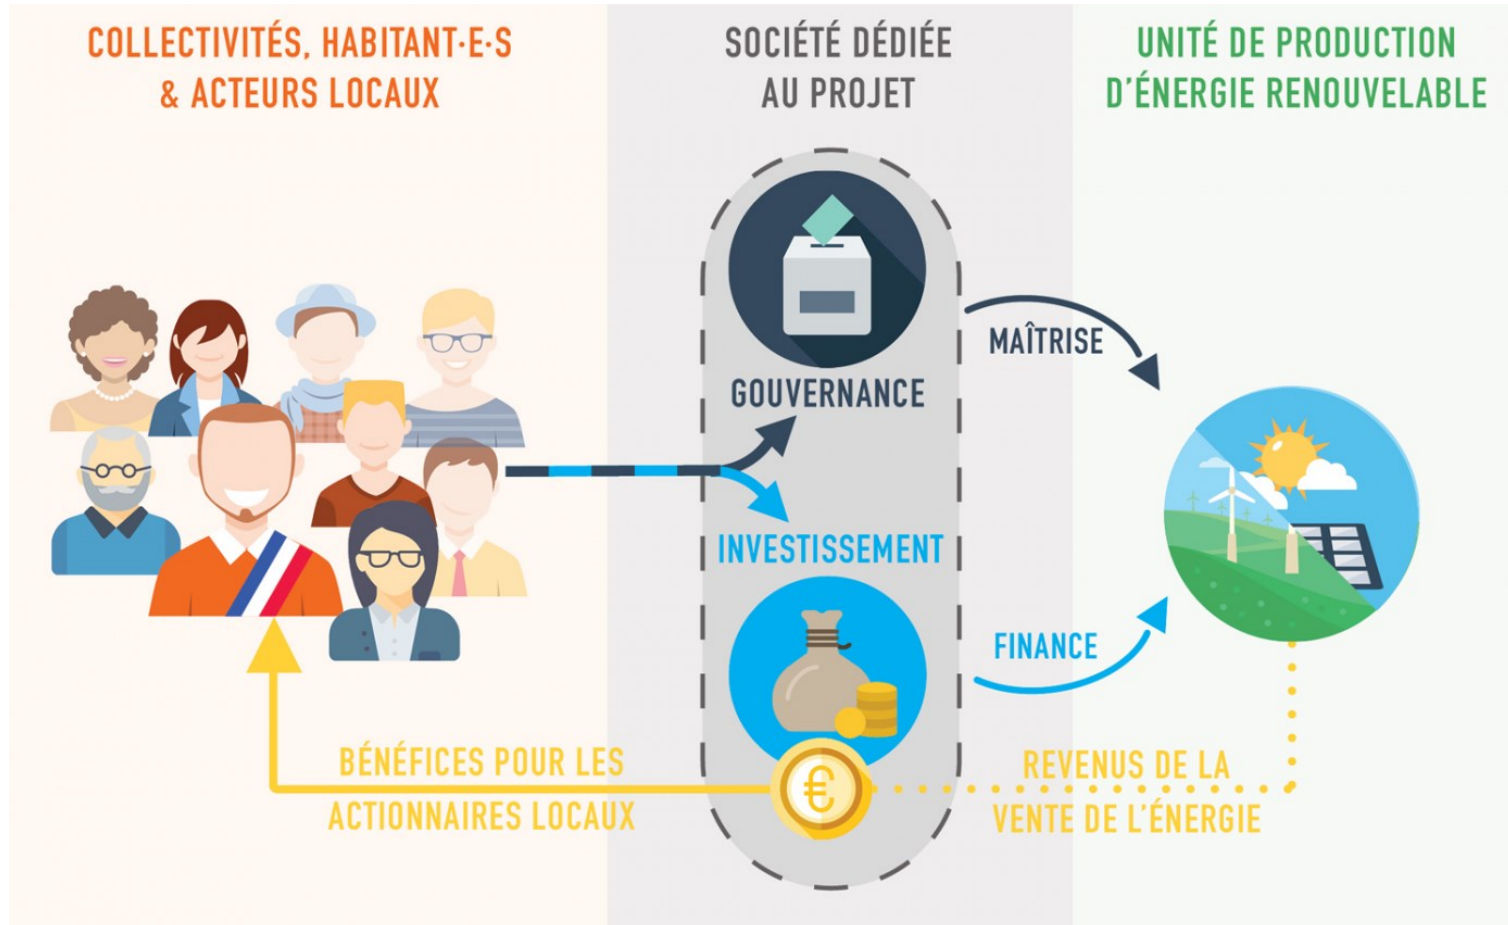 COLLECTIVITÉS, HABITANT·E·S
& ACTEURS LOCAUX
SOCIÉTÉ DÉDIÉE
AU PROJET
UNITÉ DE PRODUCTION
D'ÉNERGIE RENOUVELABLE
MAÎTRISE
GOUVERNANCE
INVESTISSEMENT
FINANCE
BÉNÉFICES POUR LES
ACTIONNAIRES LOCAUX
€
REVENUS DE LA
VENTE DE L'ÉNERGIE